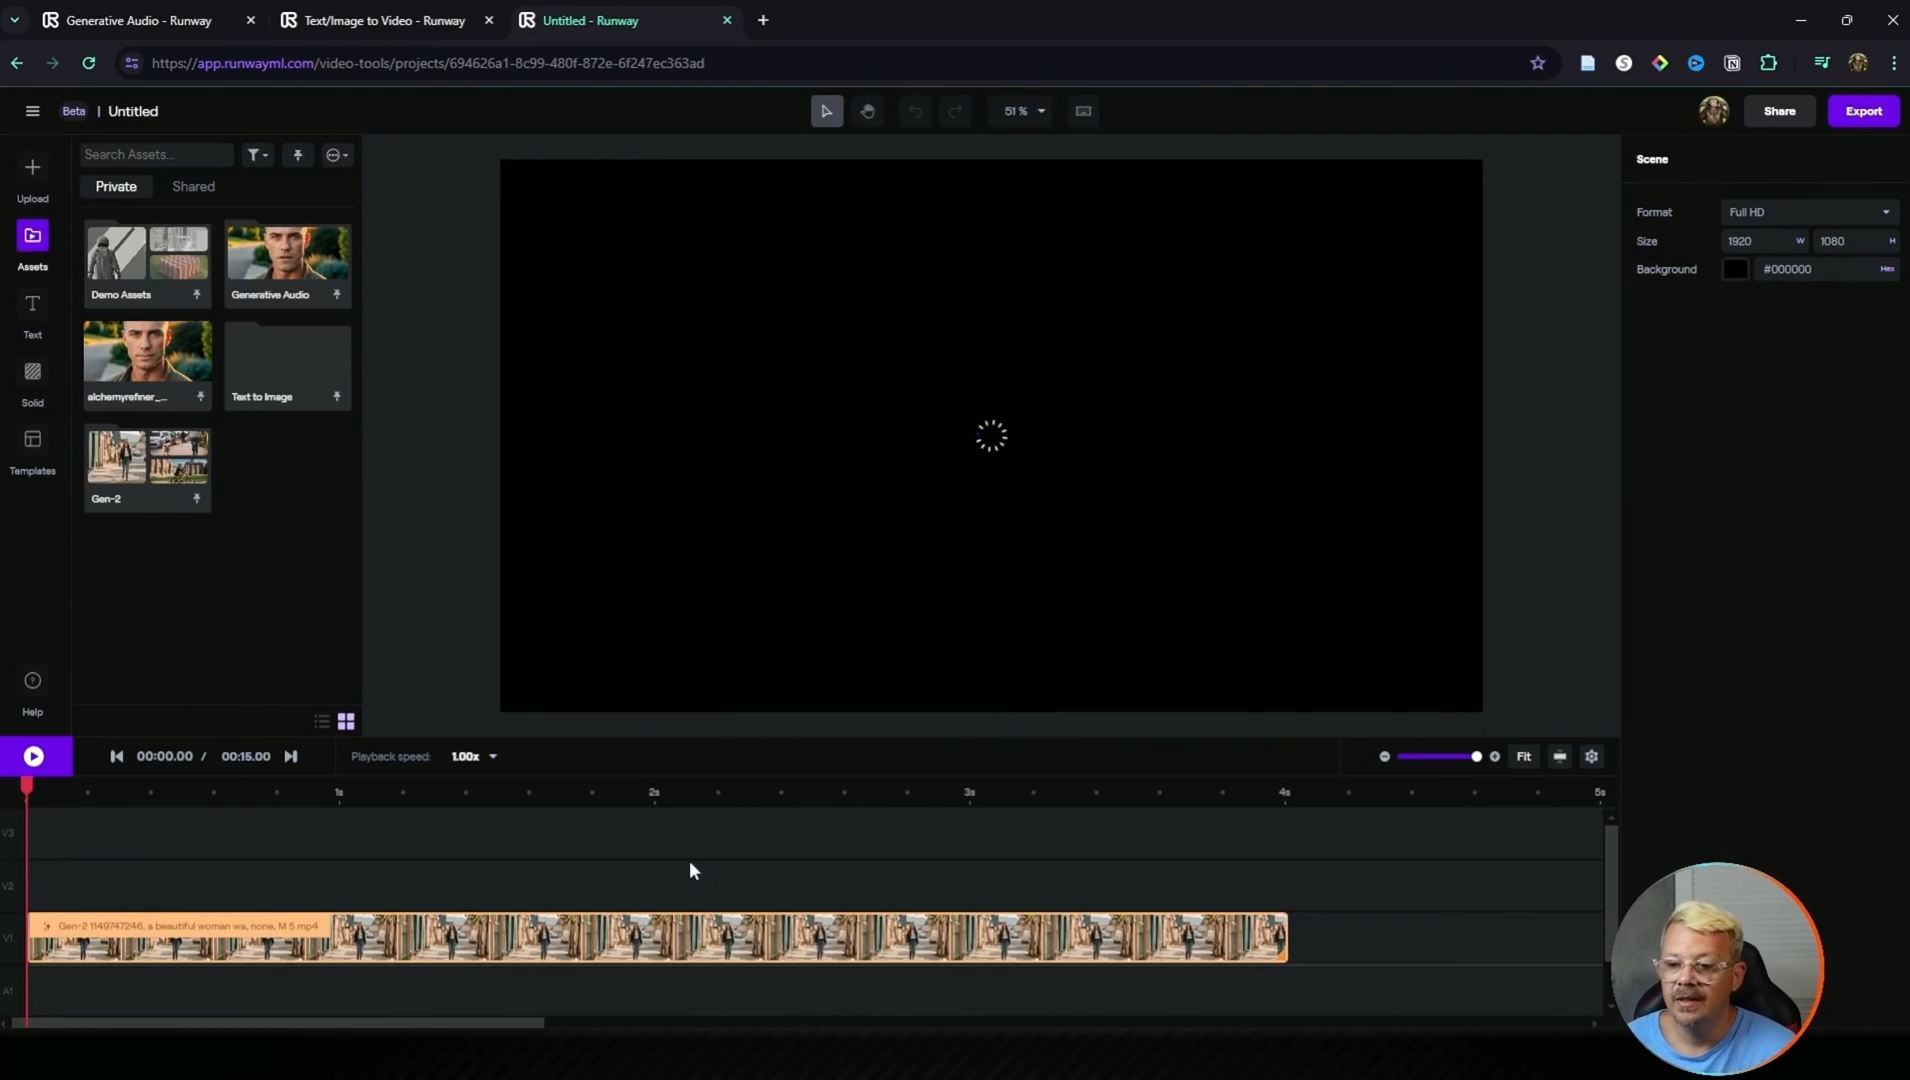 Generative Audio - Runway
Text/Image to Video - Runway
Untitled - Runway
https://app.runwayml.com/video-tools/projects/694626a1-8c99-480f-872e-6f247ec363ad
Beta | Untitled
51 %
Share
Export
Upload
Assets
Text
Solid
Templates
Help
Search Assets...
Private
Shared
Demo Assets
Generative Audio
alchemyrefiner_...
Text to Image
Gen-2
Scene
Format
Full HD
Size
1920 W
1080 H
Background
#000000 Hex
00:00.00 / 00:15.00
Playback speed: 1.00x
Fit
1s 2s 3s 4s 5s
V3
V2
V1
Gen-2 1149747246, a beautiful woman wa, none, M 5.mp4
A1